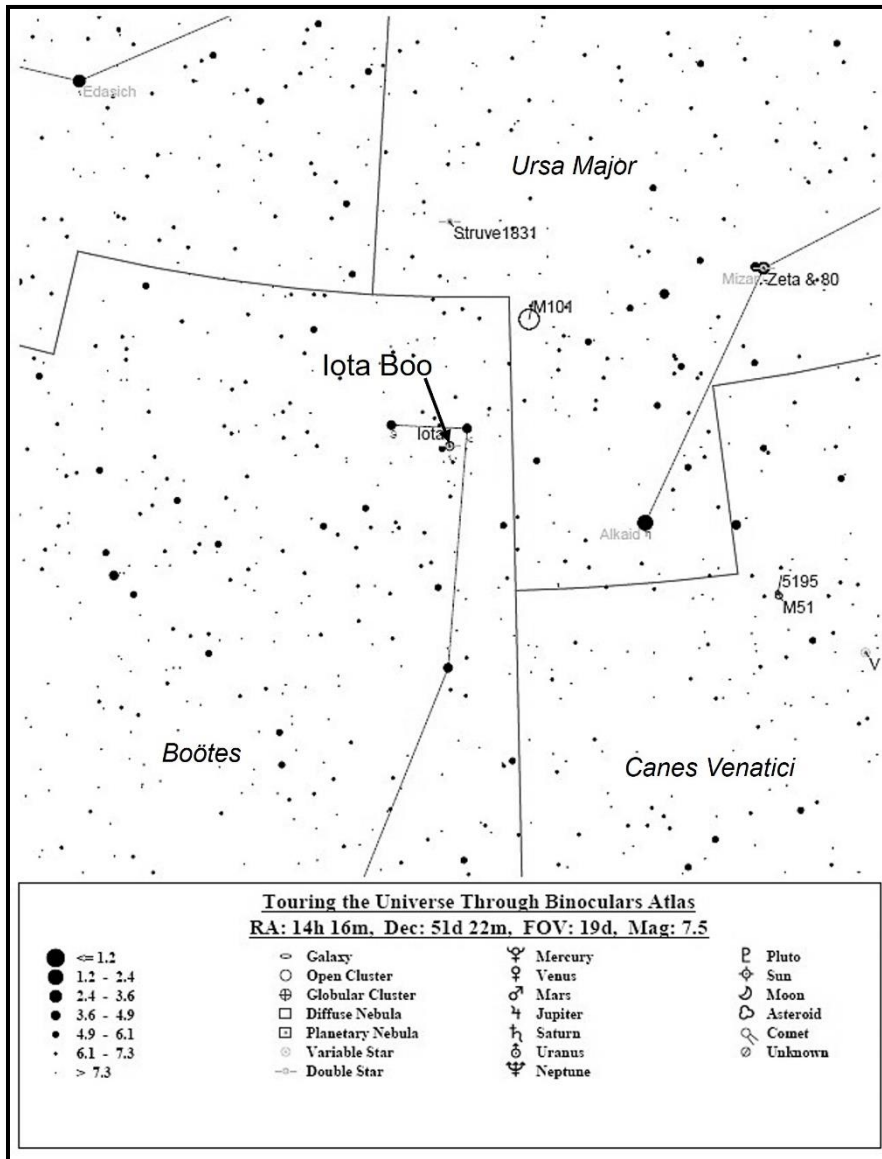 Edasich
Ursa Major
Struve1831
Mizar
Zeta & 80
M101
Iota Boo
Iota
Alkaid
5195
M51
V
Boötes
Canes Venatici
Touring the Universe Through Binoculars Atlas
RA: 14h 16m, Dec: 51d 22m, FOV: 19d, Mag: 7.5
<= 1.2
1.2 - 2.4
2.4 - 3.6
3.6 - 4.9
4.9 - 6.1
6.1 - 7.3
> 7.3
Galaxy
Open Cluster
Globular Cluster
Diffuse Nebula
Planetary Nebula
Variable Star
Double Star
Mercury
Venus
Mars
Jupiter
Saturn
Uranus
Neptune
Pluto
Sun
Moon
Asteroid
Comet
Unknown